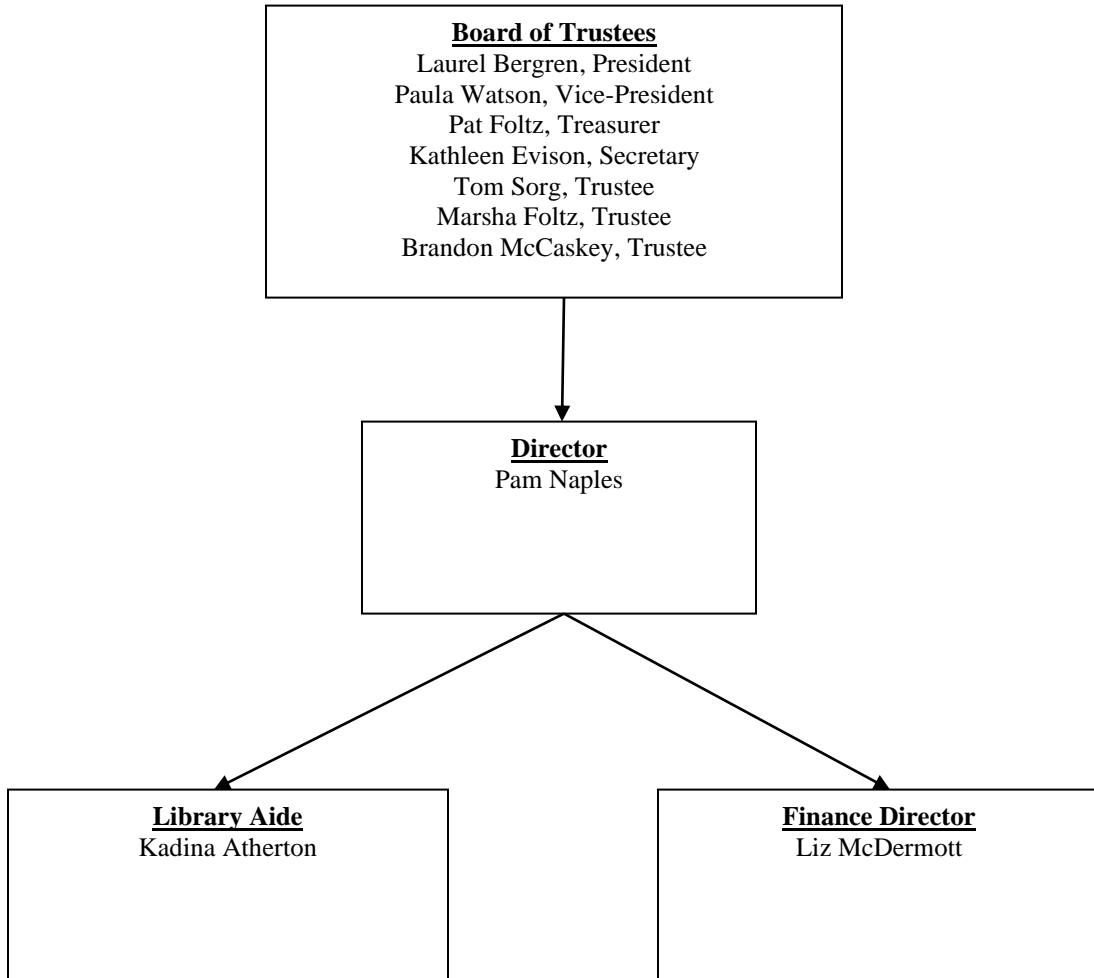 Board of Trustees
Laurel Bergren, President
Paula Watson, Vice-President
Pat Foltz, Treasurer
Kathleen Evison, Secretary
Tom Sorg, Trustee
Marsha Foltz, Trustee
Brandon McCaskey, Trustee
Director
Pam Naples
Library Aide
Kadina Atherton
Finance Director
Liz McDermott